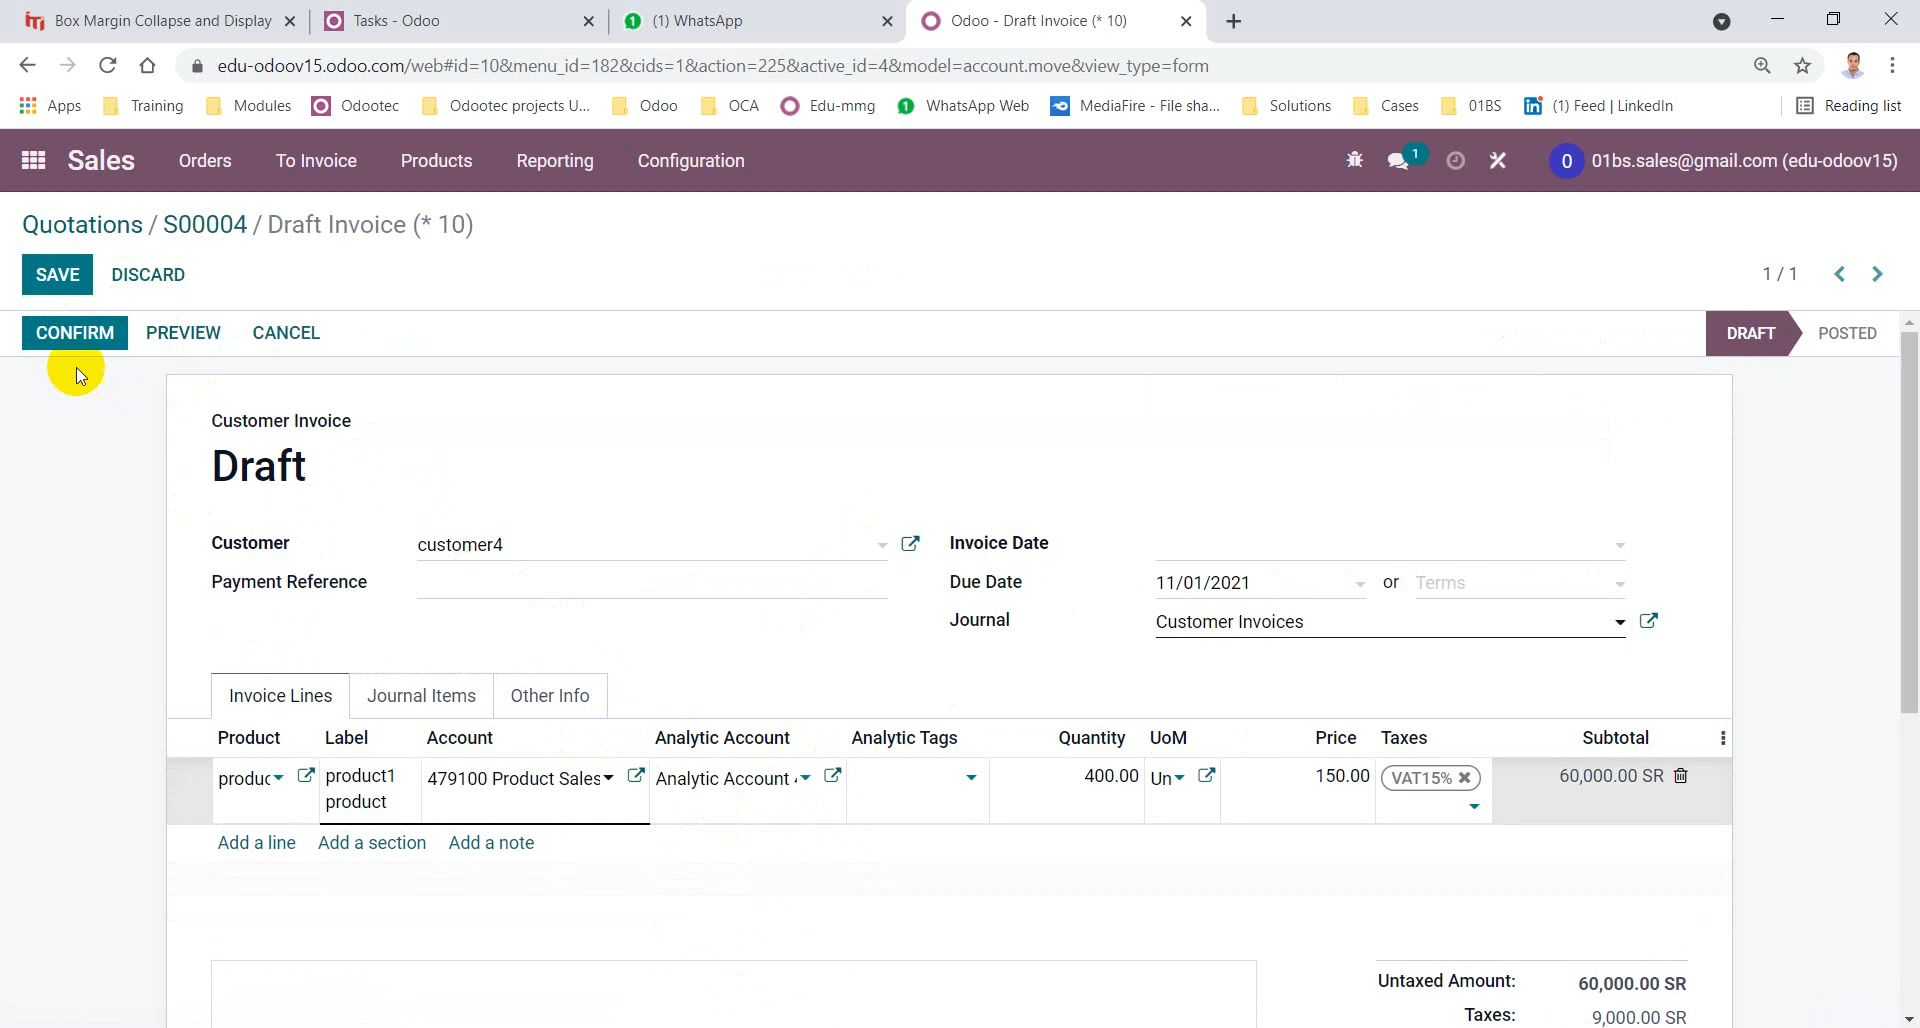 Box Margin Collapse and Display
Tasks - Odoo
1 (1) WhatsApp
Odoo - Draft Invoice (* 10)
edu-odoov15.odoo.com/web#id=10&menu_id=182&cids=1&action=225&active_id=4&model=account.move&view_type=form
Apps Training Modules Odootec Odootec projects U... Odoo OCA Edu-mmg 1 WhatsApp Web MediaFire - File sha... Solutions Cases 01BS in (1) Feed | LinkedIn Reading list
Sales Orders To Invoice Products Reporting Configuration 1 0 01bs.sales@gmail.com (edu-odoov15)
Quotations / S00004 / Draft Invoice (* 10)
SAVE DISCARD 1 / 1
CONFIRM PREVIEW CANCEL DRAFT POSTED
Customer Invoice
Draft
Customer customer4 Invoice Date
Payment Reference Due Date 11/01/2021 or Terms
Journal Customer Invoices
Invoice Lines Journal Items Other Info
Product Label Account Analytic Account Analytic Tags Quantity UoM Price Taxes Subtotal
produc product1 479100 Product Sales Analytic Account 400.00 Un 150.00 VAT15% 60,000.00 SR
product
Add a line Add a section Add a note
Untaxed Amount: 60,000.00 SR
Taxes: 9,000.00 SR